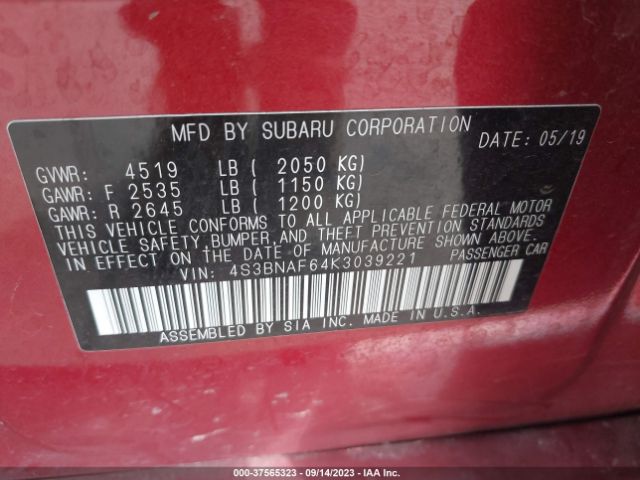 MFD BY SUBARU CORPORATION DATE: 05/19
GVWR: 4519 LB ( 2050 KG)
GAWR: F 2535 LB ( 1150 KG)
GAWR: R 2645 LB ( 1200 KG)
THIS VEHICLE CONFORMS TO ALL APPLICABLE FEDERAL MOTOR
VEHICLE SAFETY, BUMPER, AND THEFT PREVENTION STANDARDS
IN EFFECT ON THE DATE OF MANUFACTURE SHOWN ABOVE.
VIN: 4S3BNAF64K3039221 PASSENGER CAR
ASSEMBLED BY SIA INC. MADE IN U.S.A.
000-37565323 - 09/14/2023 - IAA Inc.